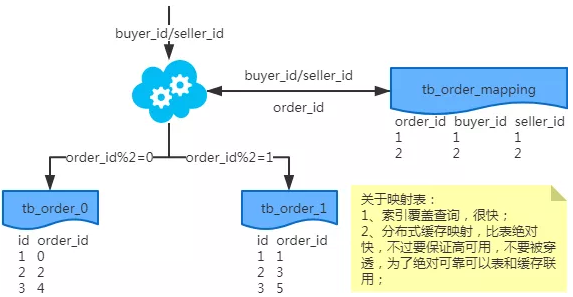 buyer_id/seller_id
buyer_id/seller_id
order_id
tb_order_mapping
order_id buyer_id seller_id
1 1 1
2 2 2
order_id%2=0
order_id%2=1
tb_order_0
id order_id
1 0
2 2
3 4
tb_order_1
id order_id
1 1
2 3
3 5
关于映射表：
1、索引覆盖查询，很快；
2、分布式缓存映射，比表绝对
快，不过要保证高可用，不要被穿
透，为了绝对可靠可以表和缓存联
用；